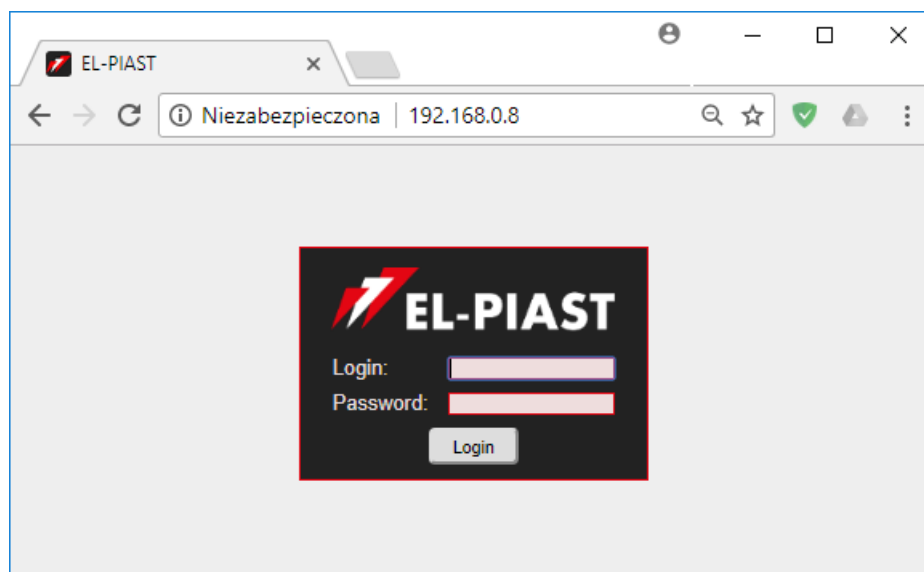 EL-PIAST
Niezabezpieczona 192.168.0.8
EL-PIAST
Login:
Password:
Login